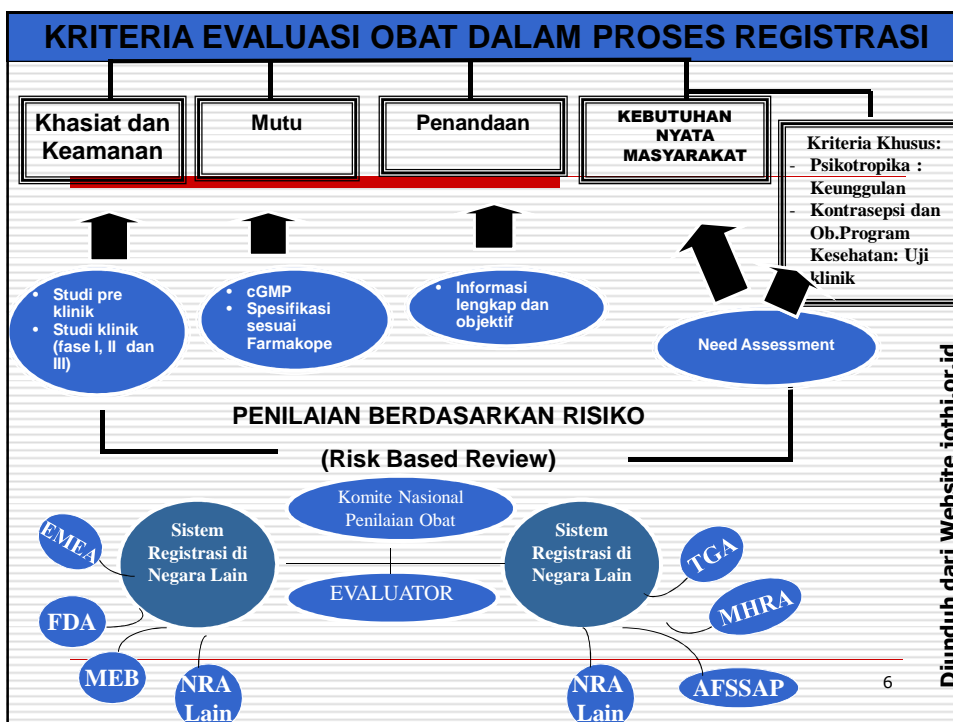 KRITERIA EVALUASI OBAT DALAM PROSES REGISTRASI
Khasiat dan
Keamanan
Mutu
Penandaan
KEBUTUHAN
NYATA
MASYARAKAT
Kriteria Khusus:
- Psikotropika :
Keunggulan
- Kontrasepsi dan
Ob.Program
Kesehatan: Uji
klinik
• Studi pre
klinik
• Studi klinik
(fase I, II dan
III)
• cGMP
• Spesifikasi
sesuai
Farmakope
• Informasi
lengkap dan
objektif
Need Assessment
PENILAIAN BERDASARKAN RISIKO
(Risk Based Review)
Komite Nasional
Penilaian Obat
EVALUATOR
Sistem
Registrasi di
Negara Lain
EMEA
FDA
MEB
NRA
Lain
Sistem
Registrasi di
Negara Lain
TGA
MHRA
AFSSAP
NRA
Lain
6
Diunduh dari Website jothi.or.id